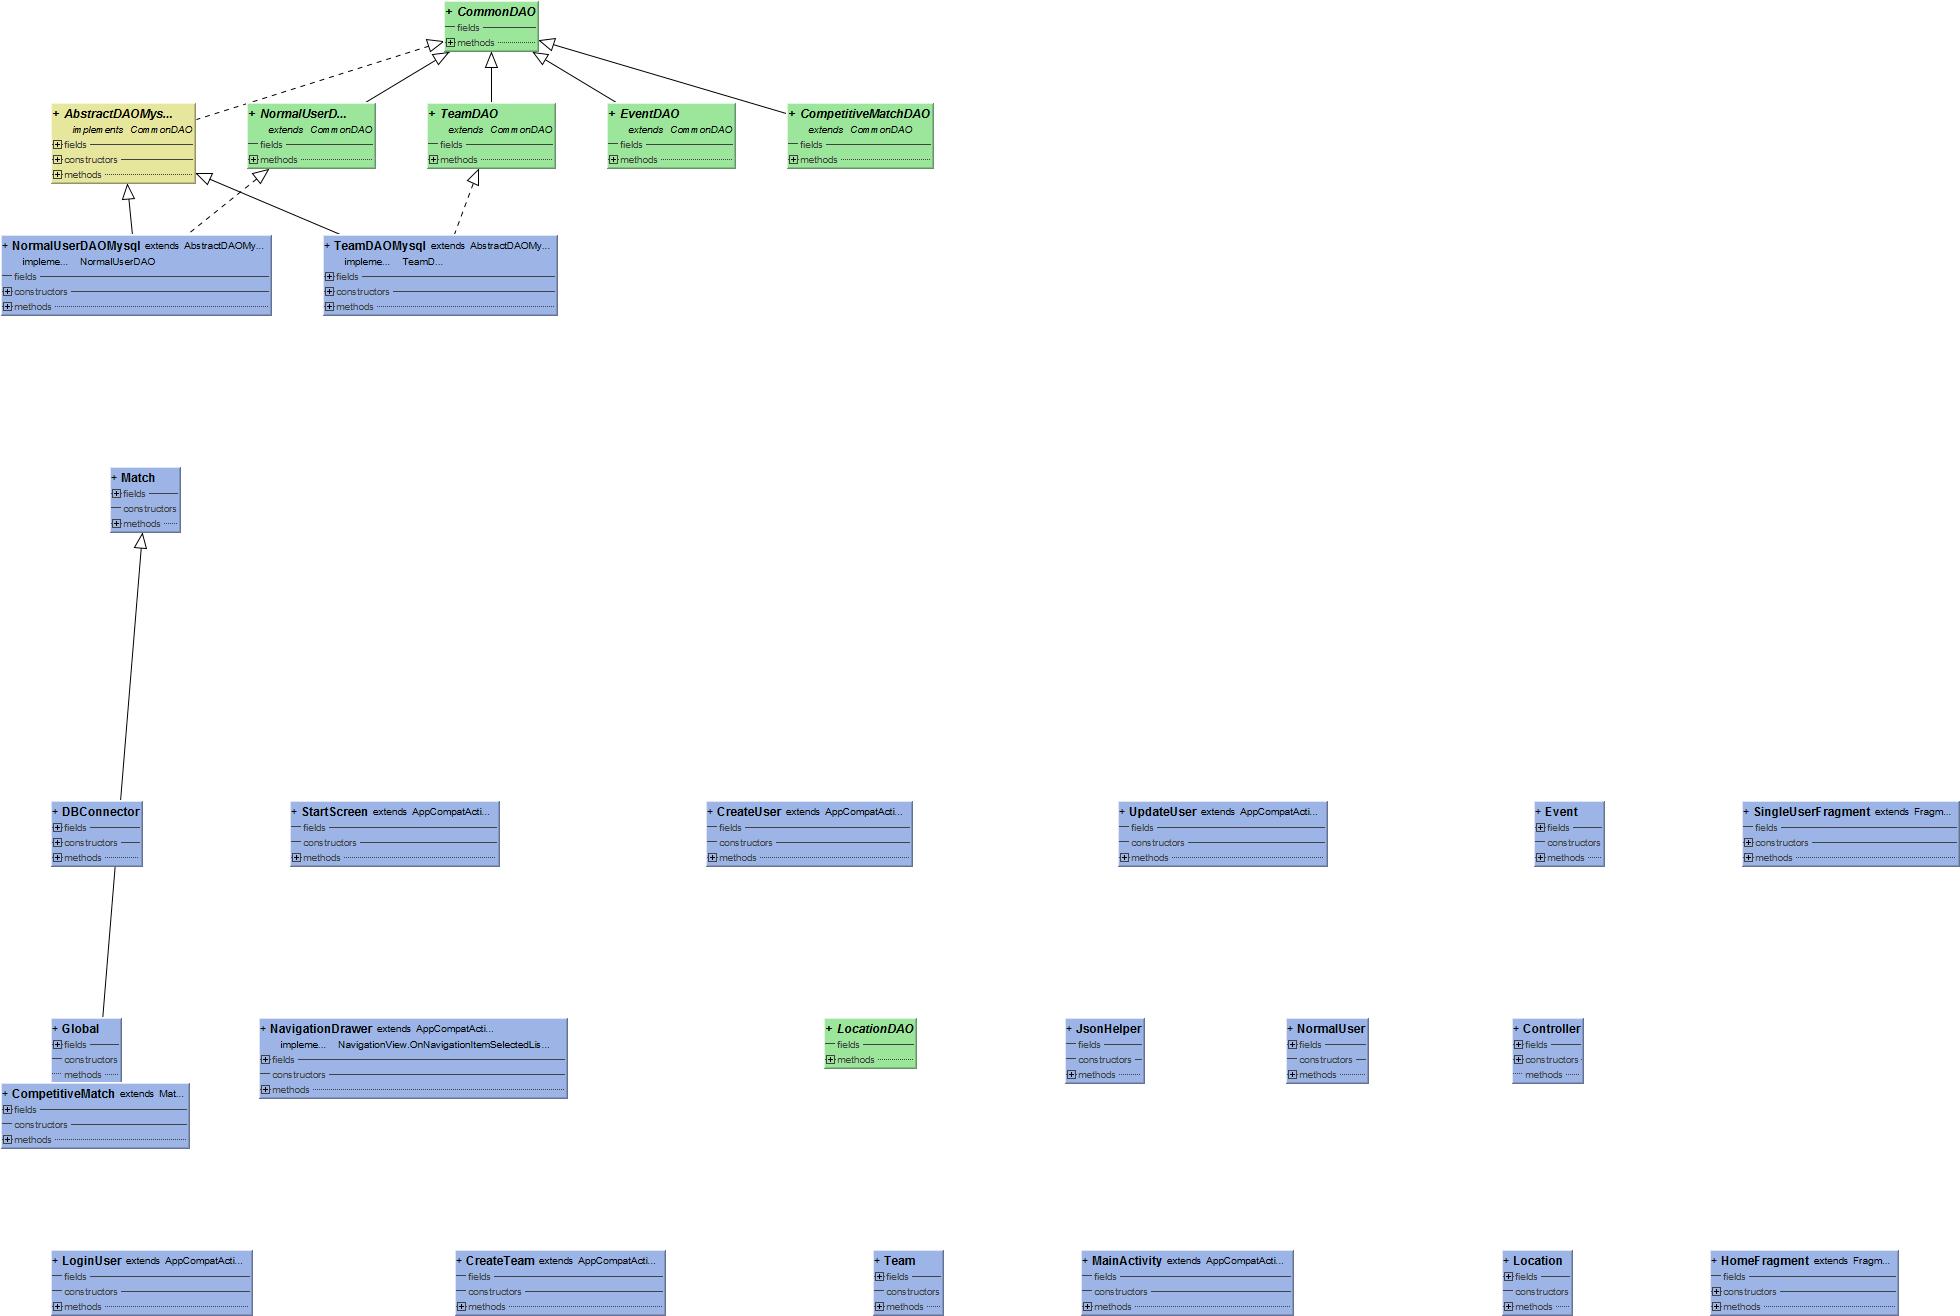 + CommonDAO
fields
methods
+ AbstractDAOMys...
implements CommonDAO
fields
constructors
methods
+ NormalUserD...
extends CommonDAO
fields
methods
+ TeamDAO
extends CommonDAO
fields
methods
+ EventDAO
extends CommonDAO
fields
methods
+ CompetitiveMatchDAO
extends CommonDAO
fields
methods
+ NormalUserDAOMysql extends AbstractDAOMy...
impleme... NormalUserDAO
fields
constructors
methods
+ TeamDAOMysql extends AbstractDAOMy...
impleme... TeamD...
fields
constructors
methods
+ Match
fields
constructors
methods
+ DBConnector
fields
constructors
methods
+ StartScreen extends AppCompatActi...
fields
constructors
methods
+ CreateUser extends AppCompatActi...
fields
constructors
methods
+ UpdateUser extends AppCompatActi...
fields
constructors
methods
+ Event
fields
constructors
methods
+ SingleUserFragment extends Fragm...
fields
constructors
methods
+ Global
fields
constructors
methods
+ CompetitiveMatch extends Mat...
fields
constructors
methods
+ NavigationDrawer extends AppCompatActi...
impleme... NavigationView.OnNavigationItemSelectedLis...
fields
constructors
methods
+ LocationDAO
fields
methods
+ JsonHelper
fields
constructors
methods
+ NormalUser
fields
constructors
methods
+ Controller
fields
constructors
methods
+ LoginUser extends AppCompatActi...
fields
constructors
methods
+ CreateTeam extends AppCompatActi...
fields
constructors
methods
+ Team
fields
constructors
methods
+ MainActivity extends AppCompatActi...
fields
constructors
methods
+ Location
fields
constructors
methods
+ HomeFragment extends Fragm...
fields
constructors
methods